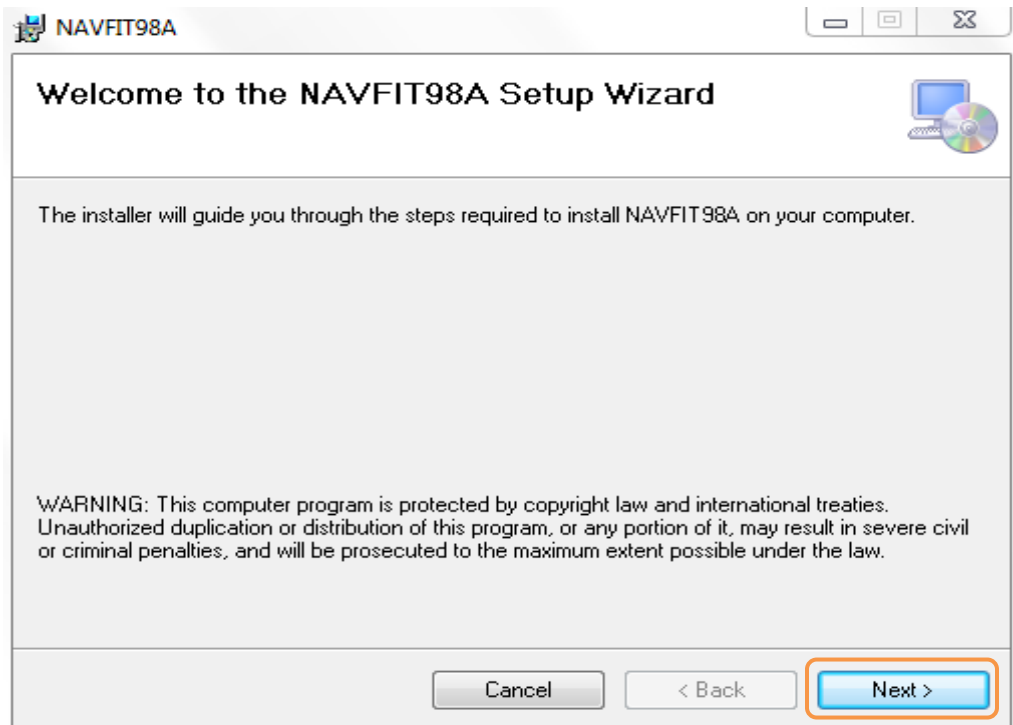 NAVFIT98A
Welcome to the NAVFIT98A Setup Wizard
The installer will guide you through the steps required to install NAVFIT98A on your computer.
WARNING: This computer program is protected by copyright law and international treaties.
Unauthorized duplication or distribution of this program, or any portion of it, may result in severe civil
or criminal penalties, and will be prosecuted to the maximum extent possible under the law.
Cancel
< Back
Next >